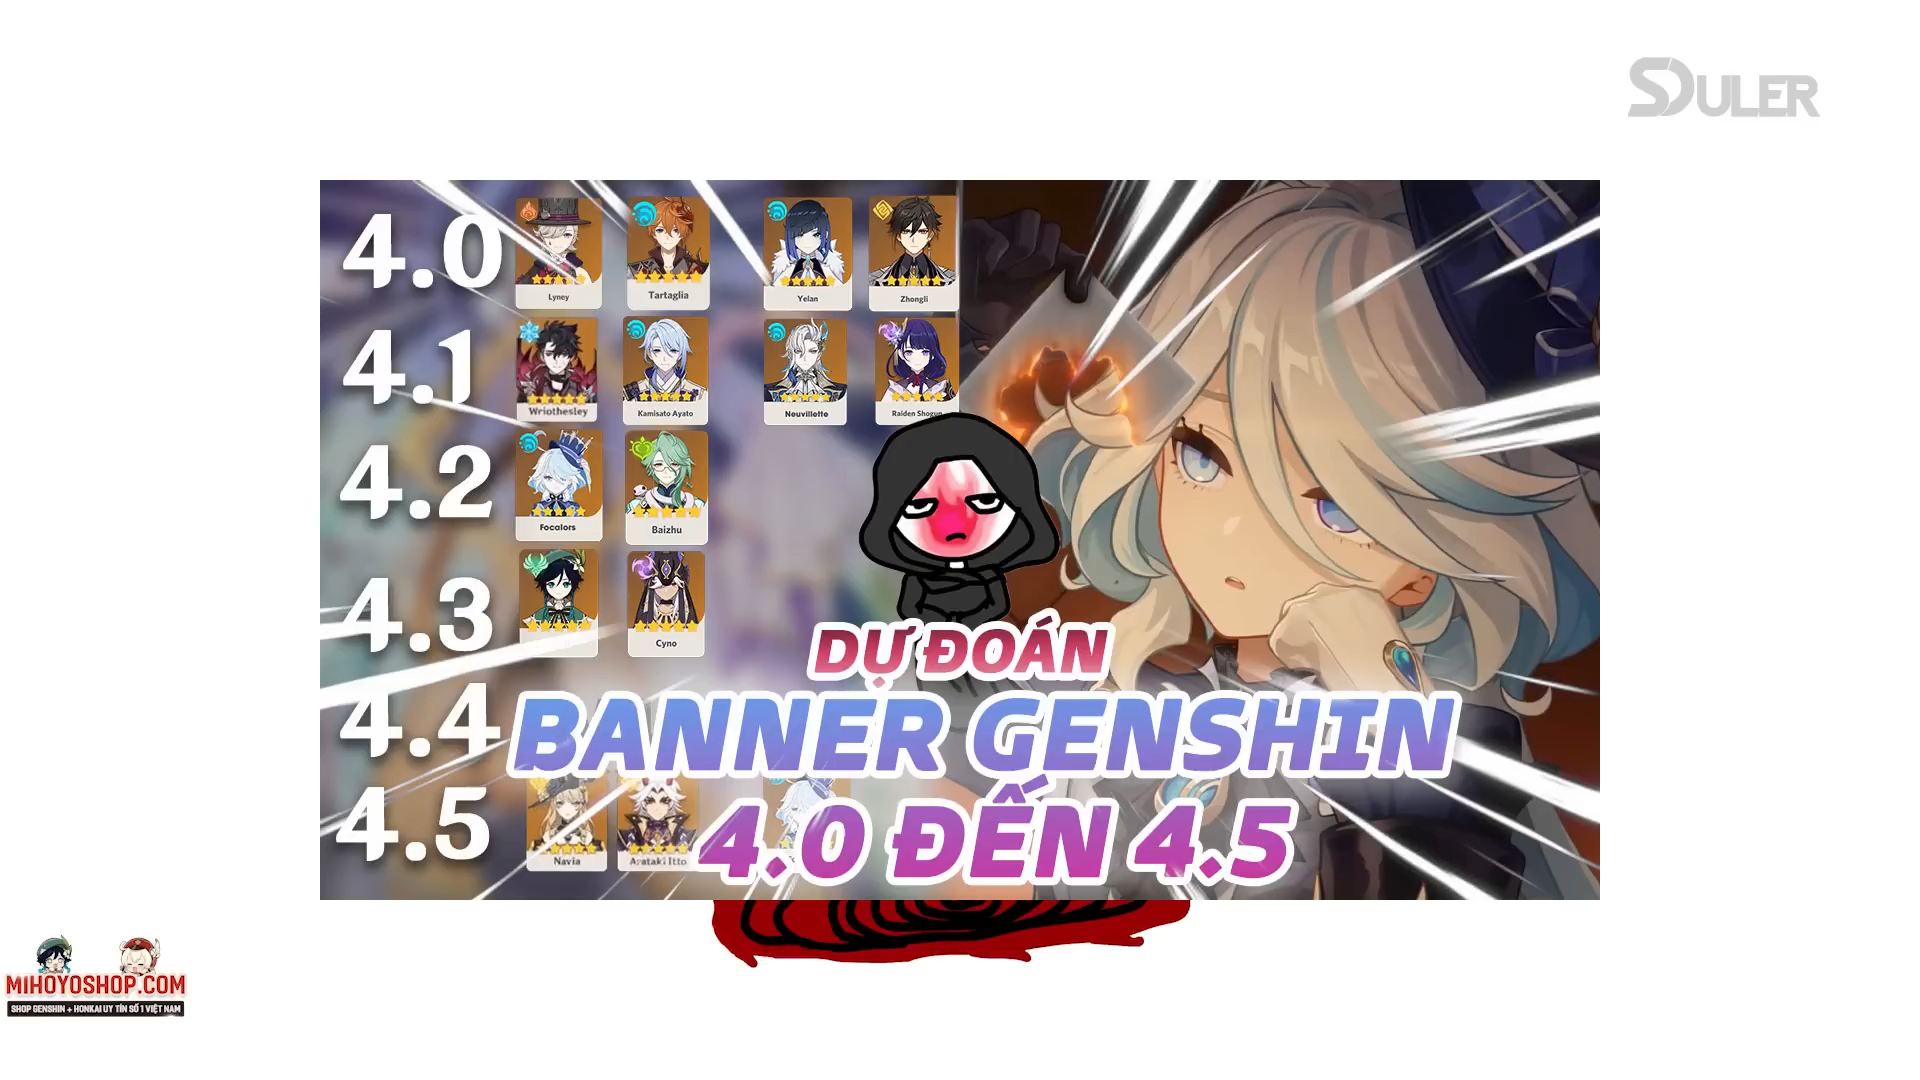 SDULER
4.0
Lyney
Tartaglia
Yelan
Zhongli
4.1
Wriothesley
Kamisato Ayato
Neuvillette
Raiden Shogun
4.2
Focalors
Baizhu
4.3
Cyno
4.4
4.5
Navia
Arataki Itto
DỰ ĐOÁN
BANNER GENSHIN
4.0 ĐẾN 4.5
MIHOYOSHOP.COM
SHOP GENSHIN + HONKAI UY TÍN SỐ 1 VIỆT NAM